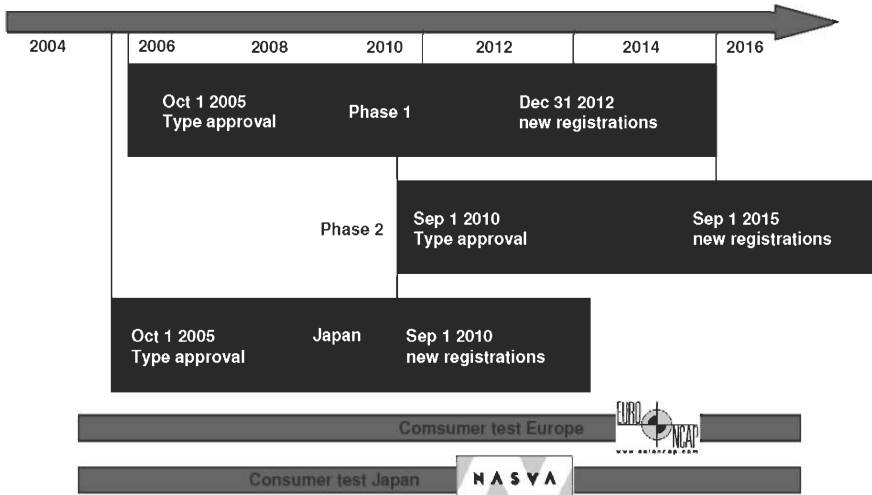 2004 2006 2008 2010 2012 2014 2016
Oct 1 2005
Type approval
Phase 1
Dec 31 2012
new registrations
Phase 2
Sep 1 2010
Type approval
Sep 1 2015
new registrations
Oct 1 2005
Type approval
Japan
Sep 1 2010
new registrations
Comsumer test Europe
EURO
NCAP
Consumer test Japan
NASVA